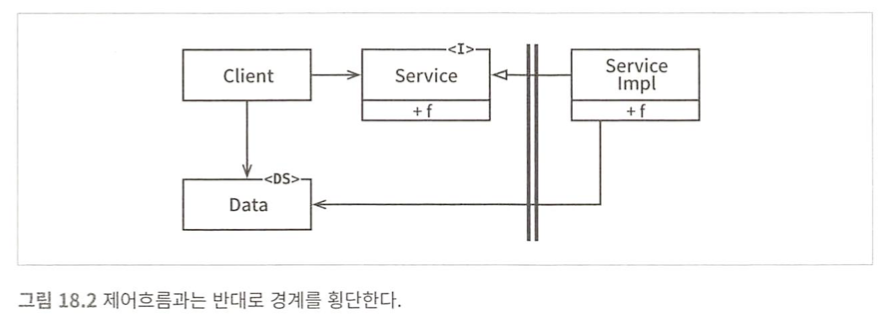 <I>
Client
Service
Service
Impl
+ f
+ f
<DS>
Data
그림 18.2 제어흐름과는 반대로 경계를 횡단한다.